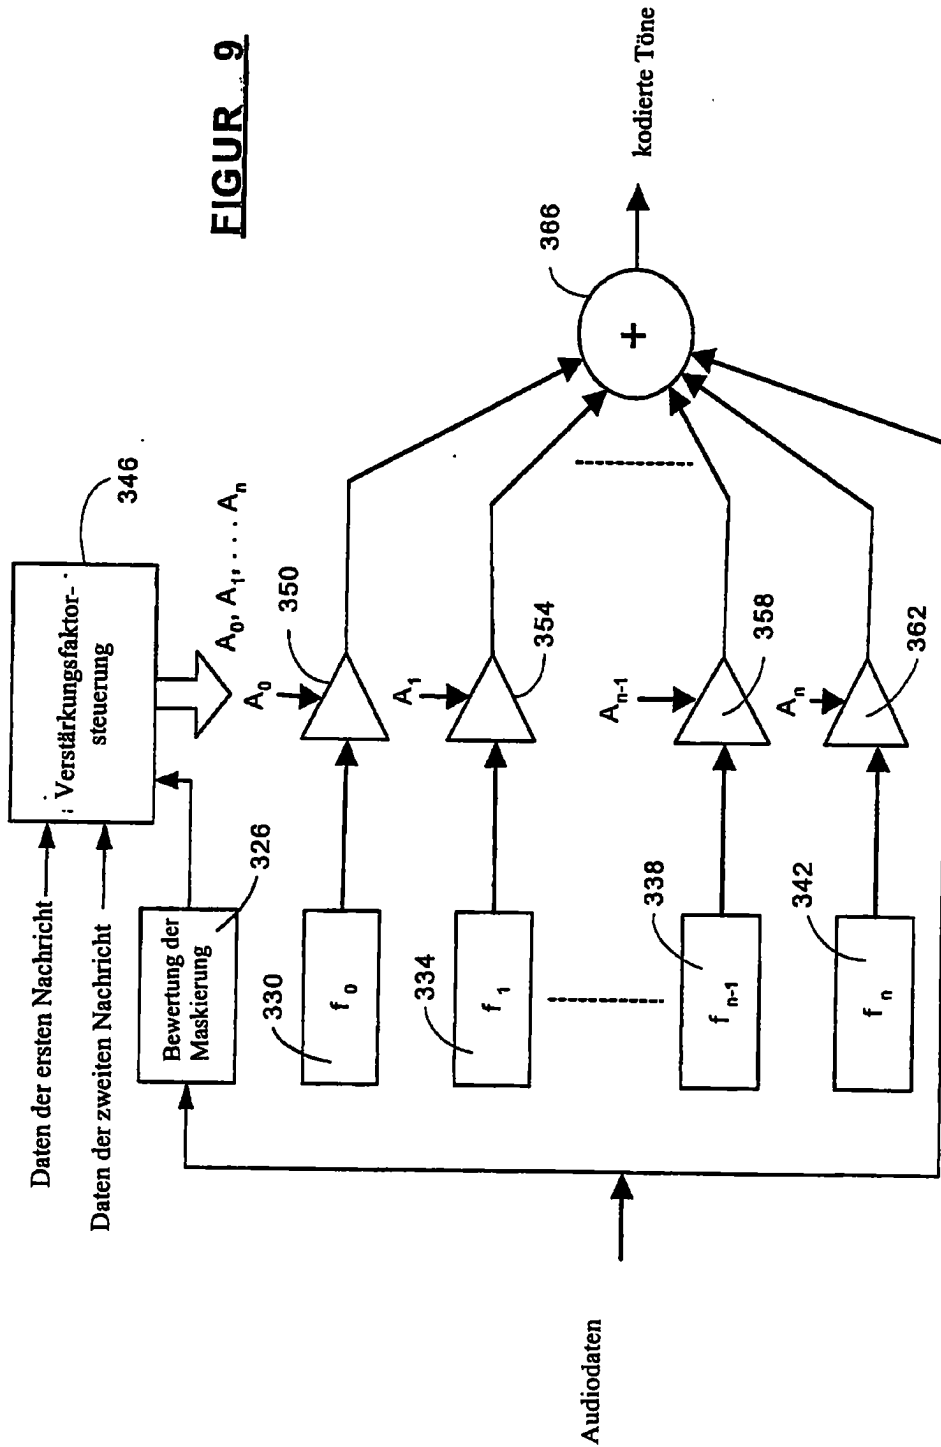 FIGUR 9
Daten der ersten Nachricht
Daten der zweiten Nachricht
Verstärkungsfaktor-
steuerung
346
Bewertung der
Maskierung
326
A₀, A₁, . . . Aₙ
330
f₀
A₀
350
334
f₁
A₁
354
338
fₙ₋₁
Aₙ₋₁
358
342
fₙ
Aₙ
362
366
+
kodierte Töne
Audiodaten